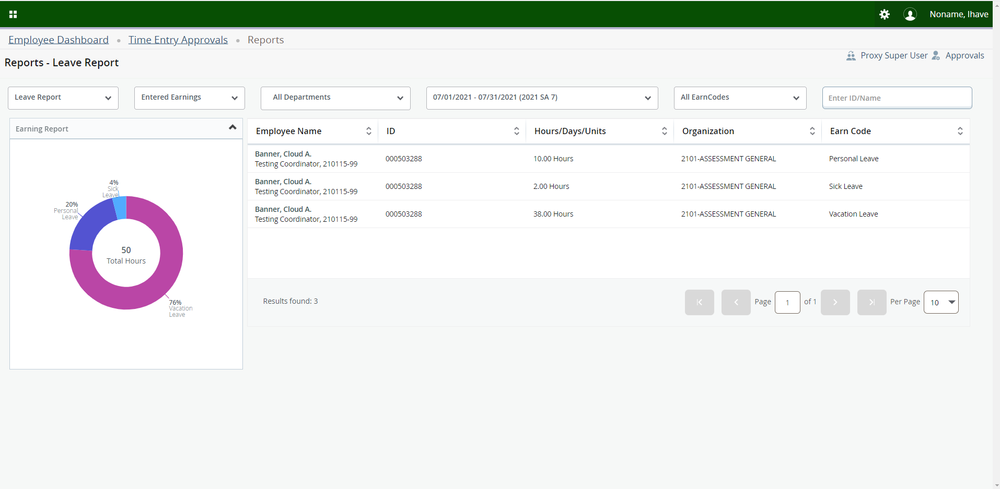 Noname, Ihave
Employee Dashboard • Time Entry Approvals • Reports
Proxy Super User Approvals
Reports - Leave Report
Leave Report Entered Earnings All Departments 07/01/2021 - 07/31/2021 (2021 SA 7) All EarnCodes Enter ID/Name
Earning Report
4%
Sick
Leave
20%
Personal
Leave
50
Total Hours
76%
Vacation
Leave
Employee Name ID Hours/Days/Units Organization Earn Code
Banner, Cloud A.
Testing Coordinator, 210115-99 000503288 10.00 Hours 2101-ASSESSMENT GENERAL Personal Leave
Banner, Cloud A.
Testing Coordinator, 210115-99 000503288 2.00 Hours 2101-ASSESSMENT GENERAL Sick Leave
Banner, Cloud A.
Testing Coordinator, 210115-99 000503288 38.00 Hours 2101-ASSESSMENT GENERAL Vacation Leave
Results found: 3 Page 1 of 1 Per Page 10